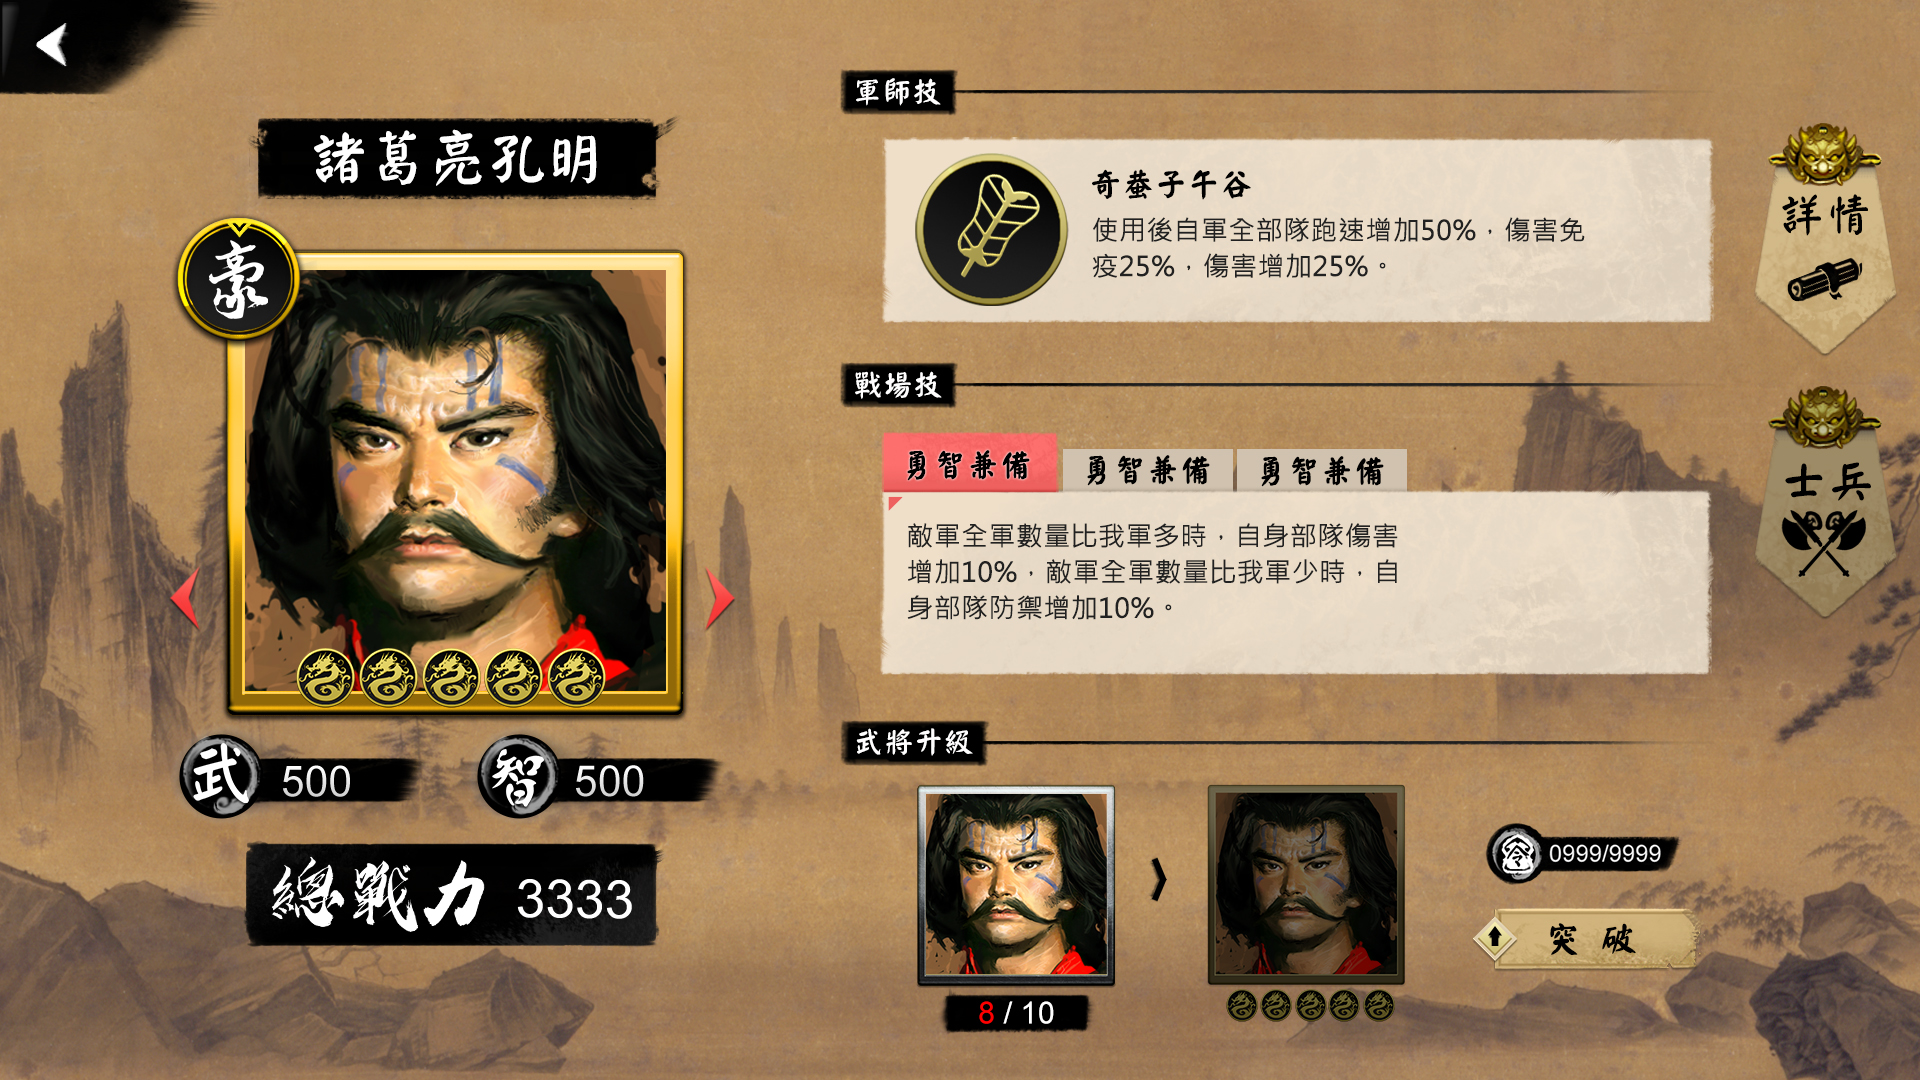 諸葛亮孔明
豪
武 500
智 500
總戰力 3333
軍師技
奇蚠子午谷
使用後自軍全部隊跑速增加50%，傷害免
疫25%，傷害增加25%。
戰場技
勇智兼備
勇智兼備
勇智兼備
敵軍全軍數量比我軍多時，自身部隊傷害
增加10%，敵軍全軍數量比我軍少時，自
身部隊防禦增加10%。
武將升級
8 / 10
令 0999/9999
突破
詳情
士兵